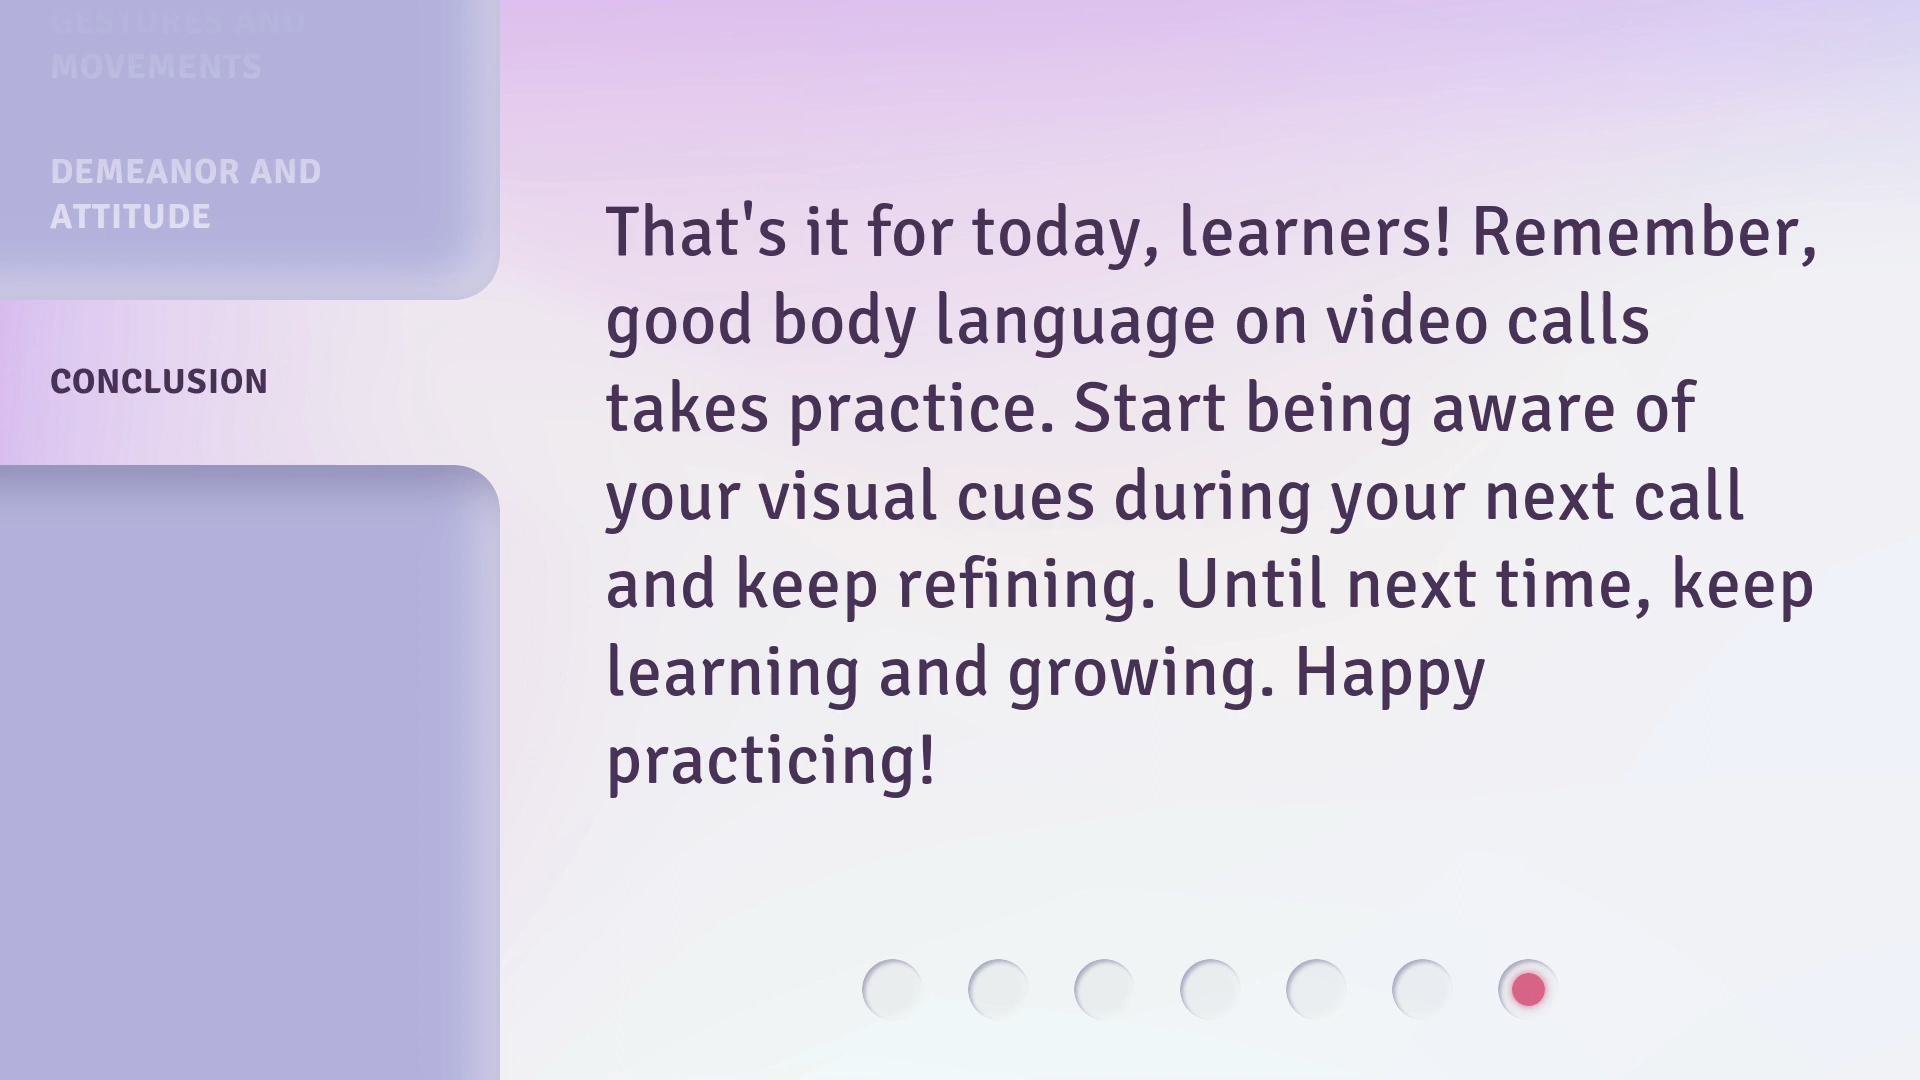 GESTURES AND
MOVEMENTS
DEMEANOR AND
ATTITUDE
CONCLUSION
That's it for today, learners! Remember,
good body language on video calls
takes practice. Start being aware of
your visual cues during your next call
and keep refining. Until next time, keep
learning and growing. Happy
practicing!